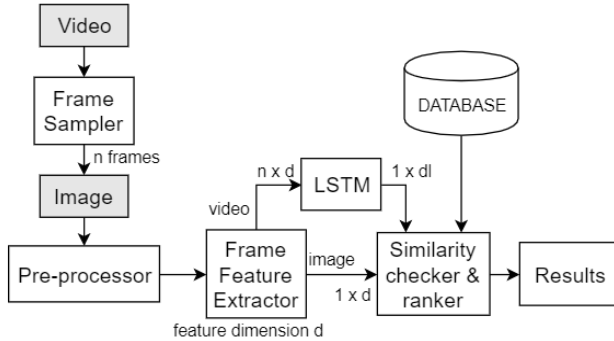 Video
Frame
Sampler
n frames
Image
Pre-processor
video
n x d
LSTM
1 x dl
Frame
Feature
Extractor
feature dimension d
image
1 x d
DATABASE
Similarity
checker &
ranker
Results